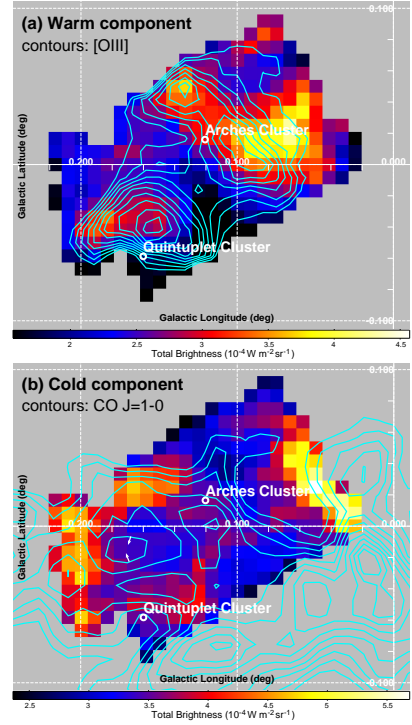 (a) Warm component
contours: [OIII]
0.100
Arches Cluster
0.200
0.100
Quintuplet Cluster
-0.100
Galactic Latitude (deg)
Galactic Longitude (deg)
2 2.5 3 3.5 4 4.5
Total Brightness (10⁻⁴ W m⁻² sr⁻¹)
(b) Cold component
contours: CO J=1-0
0.100
Arches Cluster
0.200
0.100
Quintuplet Cluster
-0.100
Galactic Latitude (deg)
Galactic Longitude (deg)
2.5 3 3.5 4 4.5 5 5.5
Total Brightness (10⁻⁴ W m⁻² sr⁻¹)